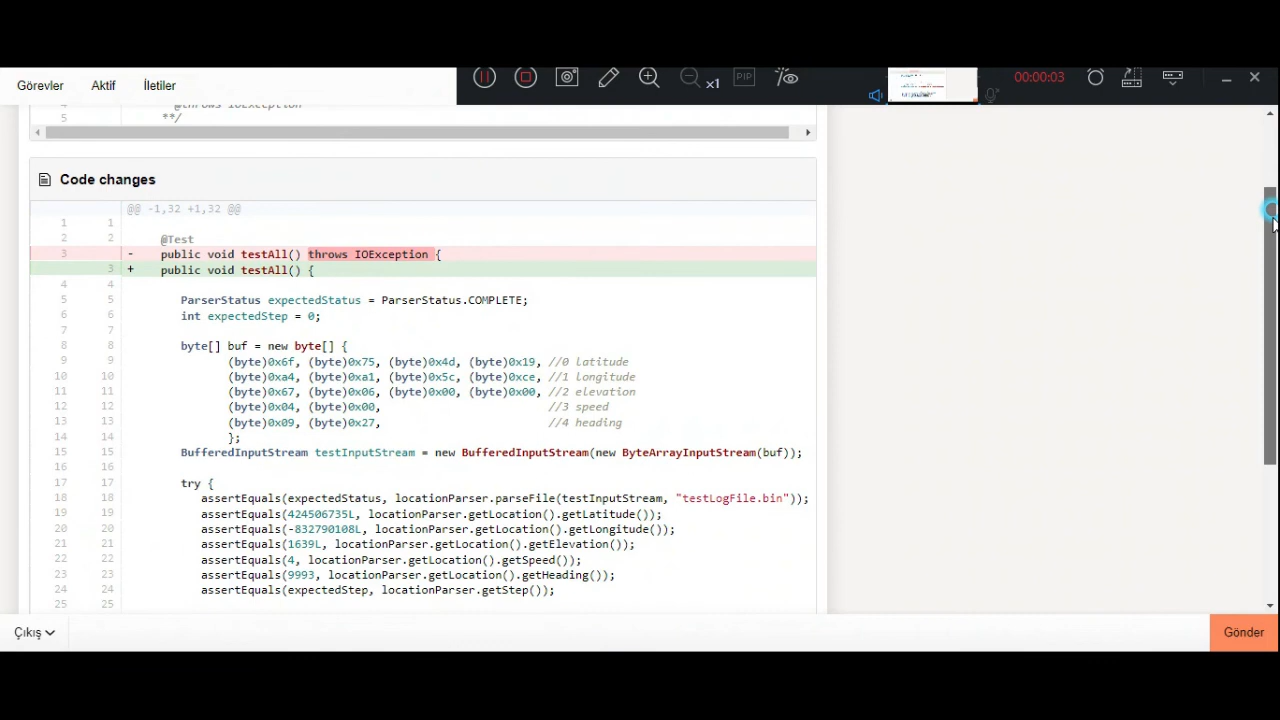 Görevler Aktif İletiler
x1 PIP 00:00:03
4 @throws IOException
5 **/
Code changes
@@ -1,32 +1,32 @@
1 1
2 2 @Test
3 - public void testAll() throws IOException {
3 + public void testAll() {
4 4
5 5 ParserStatus expectedStatus = ParserStatus.COMPLETE;
6 6 int expectedStep = 0;
7 7
8 8 byte[] buf = new byte[] {
9 9 (byte)0x6f, (byte)0x75, (byte)0x4d, (byte)0x19, //0 latitude
10 10 (byte)0xa4, (byte)0xa1, (byte)0x5c, (byte)0xce, //1 longitude
11 11 (byte)0x67, (byte)0x06, (byte)0x00, (byte)0x00, //2 elevation
12 12 (byte)0x04, (byte)0x00, //3 speed
13 13 (byte)0x09, (byte)0x27, //4 heading
14 14 };
15 15 BufferedInputStream testInputStream = new BufferedInputStream(new ByteArrayInputStream(buf));
16 16
17 17 try {
18 18 assertEquals(expectedStatus, locationParser.parseFile(testInputStream, "testLogFile.bin"));
19 19 assertEquals(424506735L, locationParser.getLocation().getLatitude());
20 20 assertEquals(-832790108L, locationParser.getLocation().getLongitude());
21 21 assertEquals(1639L, locationParser.getLocation().getElevation());
22 22 assertEquals(4, locationParser.getLocation().getSpeed());
23 23 assertEquals(9993, locationParser.getLocation().getHeading());
24 24 assertEquals(expectedStep, locationParser.getStep());
25 25
Çıkış Gönder